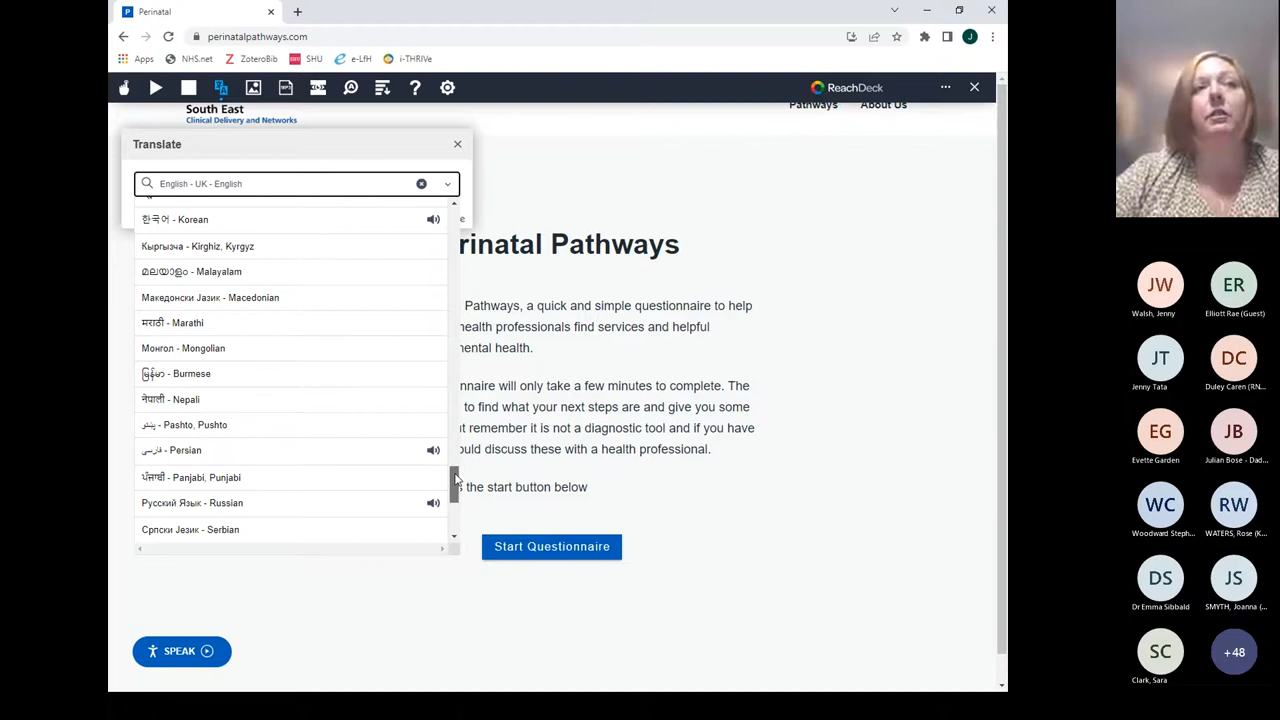 Perinatal
perinatalpathways.com
Apps
NHS.net
ZoteroBib
SHU
e-LfH
i-THRIVE
ReachDeck
South East
Clinical Delivery and Networks
Pathways
About Us
Translate
English - UK - English
한국어 - Korean
Кыргызча - Kirghiz, Kyrgyz
മലയാളം - Malayalam
Македонски Јазик - Macedonian
मराठी - Marathi
Монгол - Mongolian
မြန်မာ - Burmese
नेपाली - Nepali
پښتو - Pashto, Pushto
فارسی - Persian
ਪੰਜਾਬੀ - Panjabi, Punjabi
Русский Язык - Russian
Српски Језик - Serbian
rinatal Pathways
Pathways, a quick and simple questionnaire to help
health professionals find services and helpful
mental health.
nnaire will only take a few minutes to complete. The
to find what your next steps are and give you some
t remember it is not a diagnostic tool and if you have
ould discuss these with a health professional.
s the start button below
Start Questionnaire
SPEAK
JW
Walsh, Jenny
ER
Elliott Rae (Guest)
JT
Jenny Tata
DC
Duley Caren (RN...
EG
Evette Garden
JB
Julian Bose - Dad...
WC
Woodward Steph...
RW
WATERS, Rose (K...
DS
Dr Emma Sibbald
JS
SMYTH, Joanna (...
SC
Clark, Sara
+48